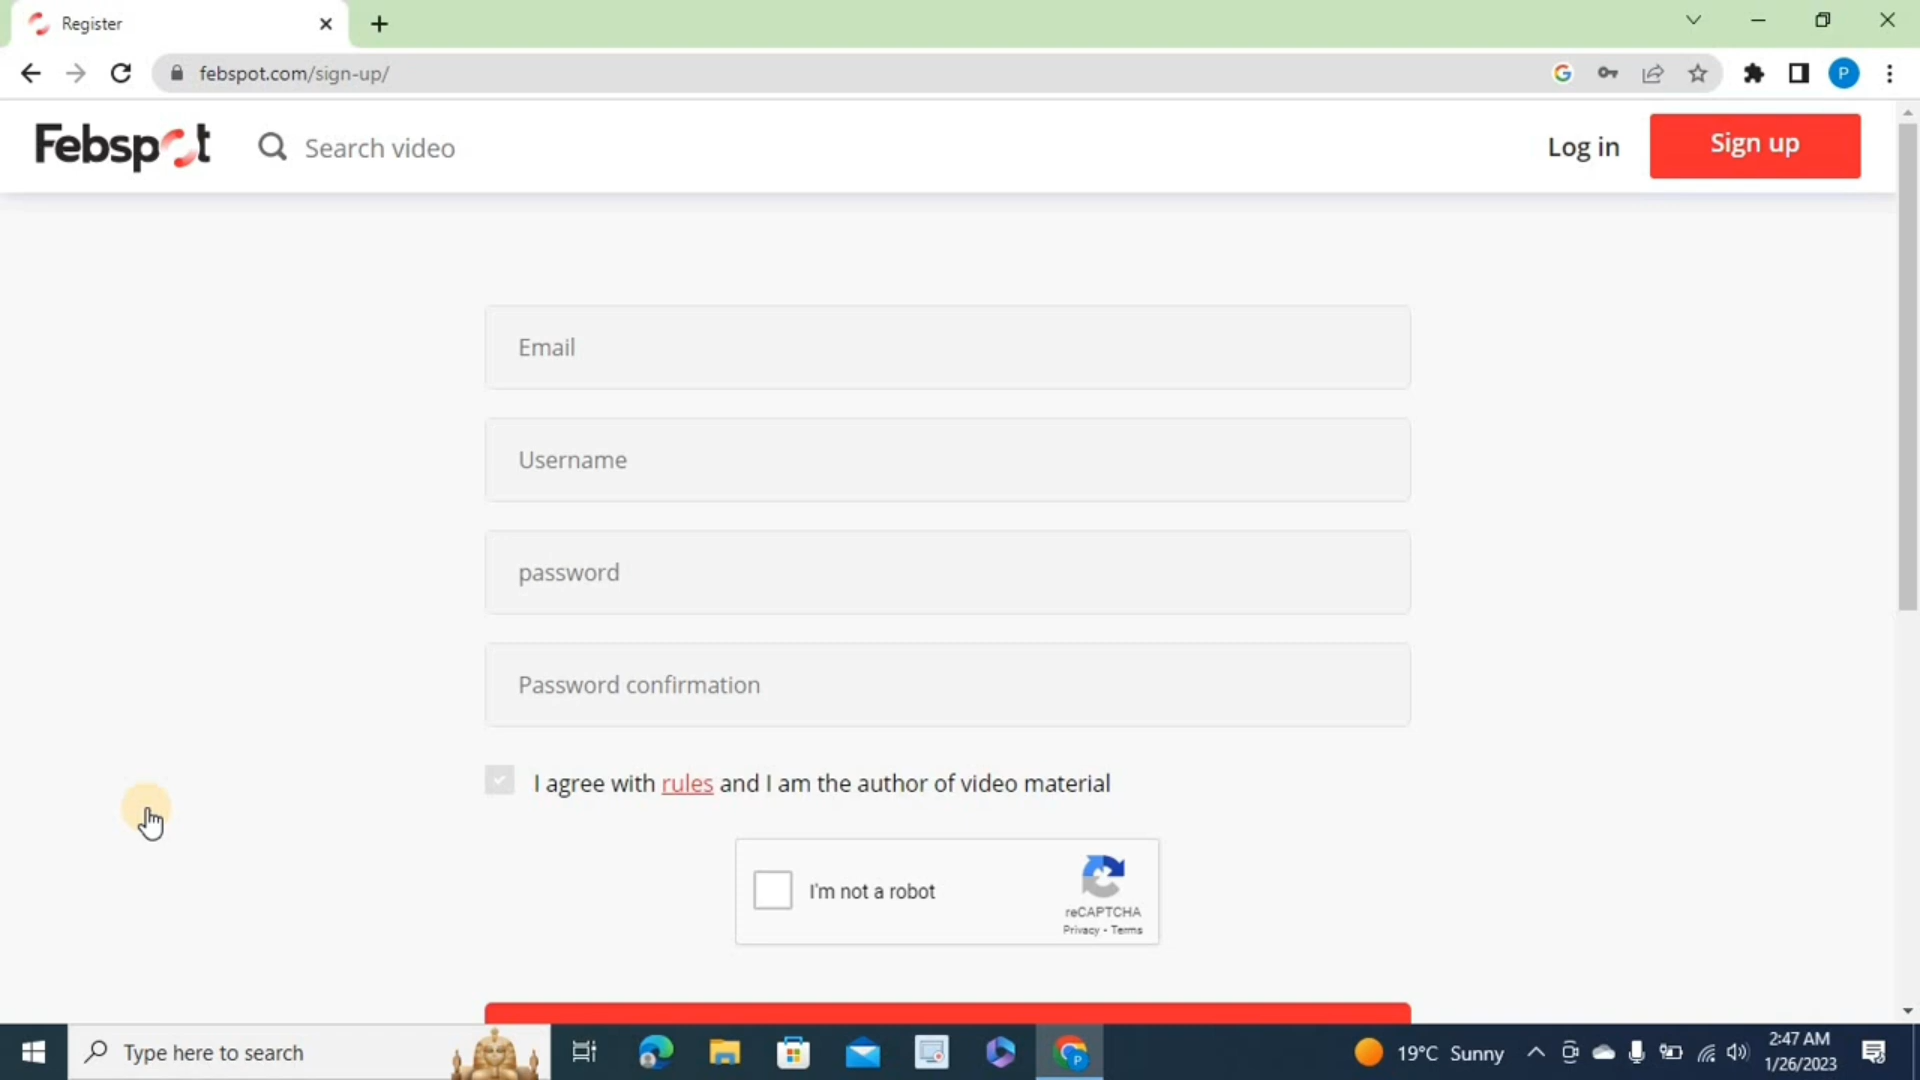 Register
febspot.com/sign-up/
P
Febspot
Search video
Log in
Sign up
Email
Username
password
Password confirmation
I agree with rules and I am the author of video material
I'm not a robot
reCAPTCHA
Privacy - Terms
Type here to search
P
19°C Sunny
2:47 AM
1/26/2023